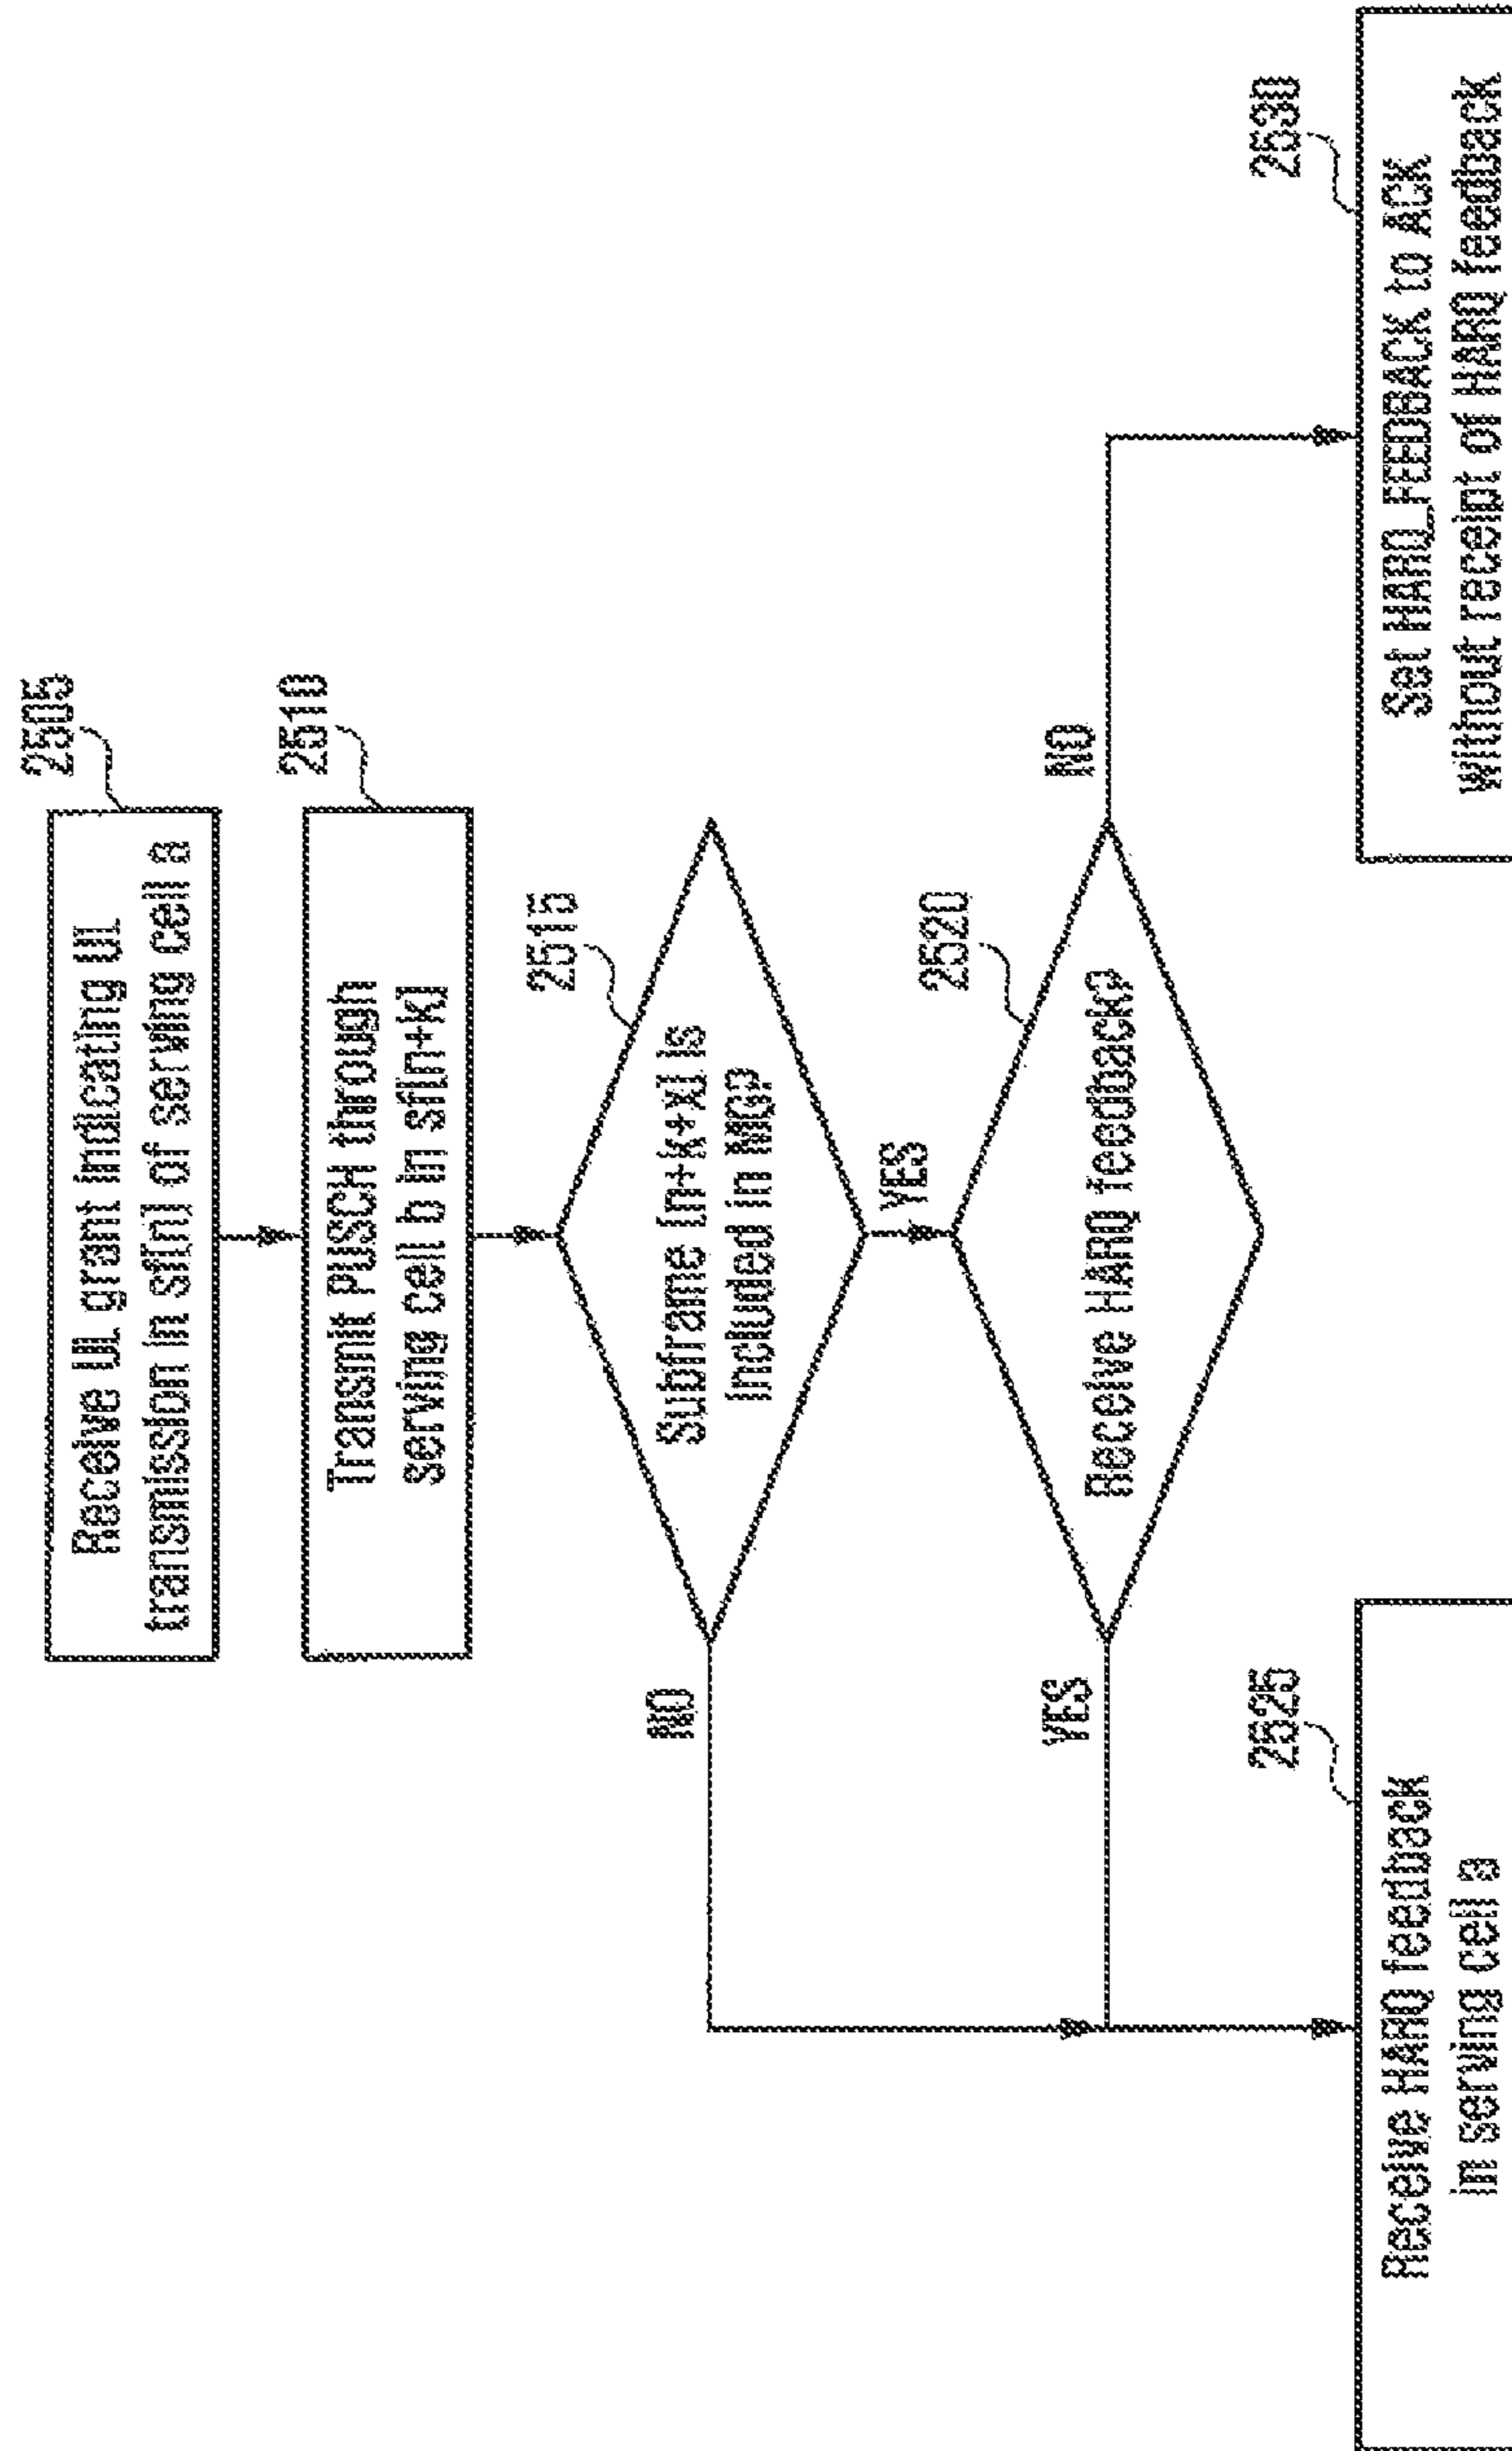 2505
Receive UL grant indicating UL
transmission in sf[n] of serving cell a
2510
Transmit PUSCH through
serving cell b in sf[n+k]
2515
Subframe [n+k+x] is
included in MG?
NO
YES
2520
Receive HARQ feedback?
YES
NO
2525
Receive HARQ feedback
in serving cell a
2530
Set HARQ_FEEDBACK to ACK
without receipt of HARQ feedback